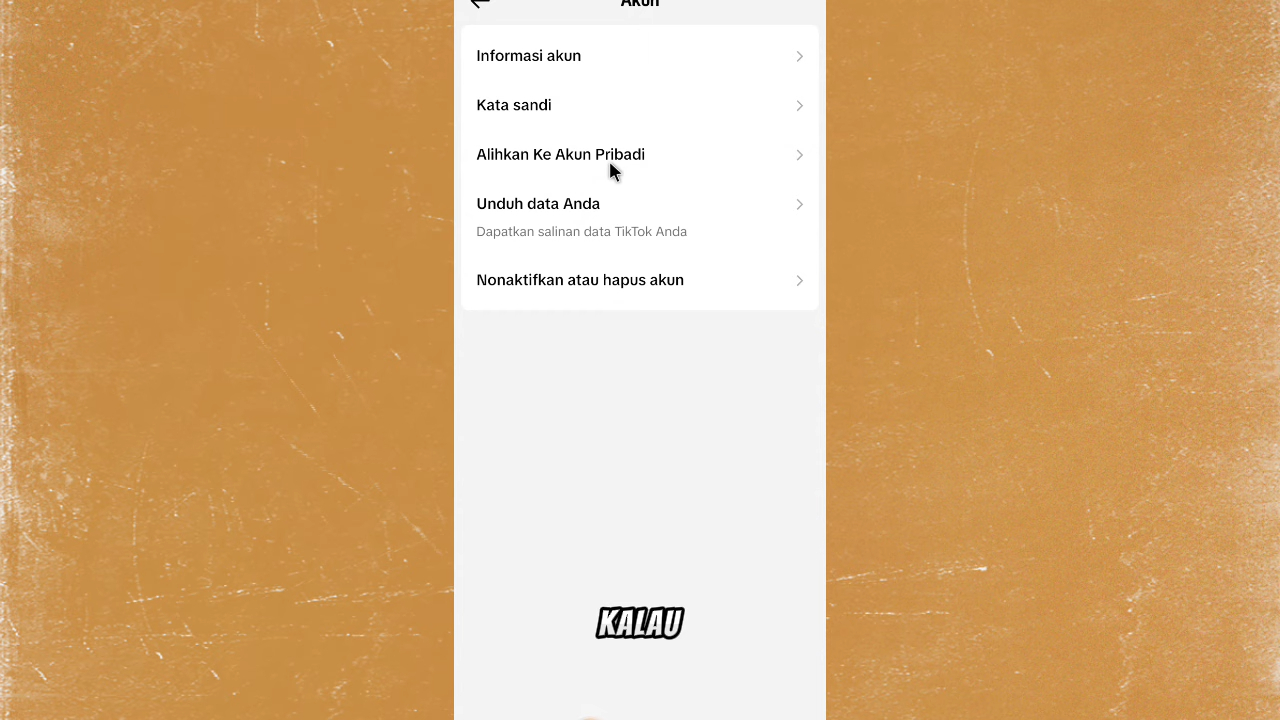 Akun
Informasi akun
Kata sandi
Alihkan Ke Akun Pribadi
Unduh data Anda
Dapatkan salinan data TikTok Anda
Nonaktifkan atau hapus akun
KALAU